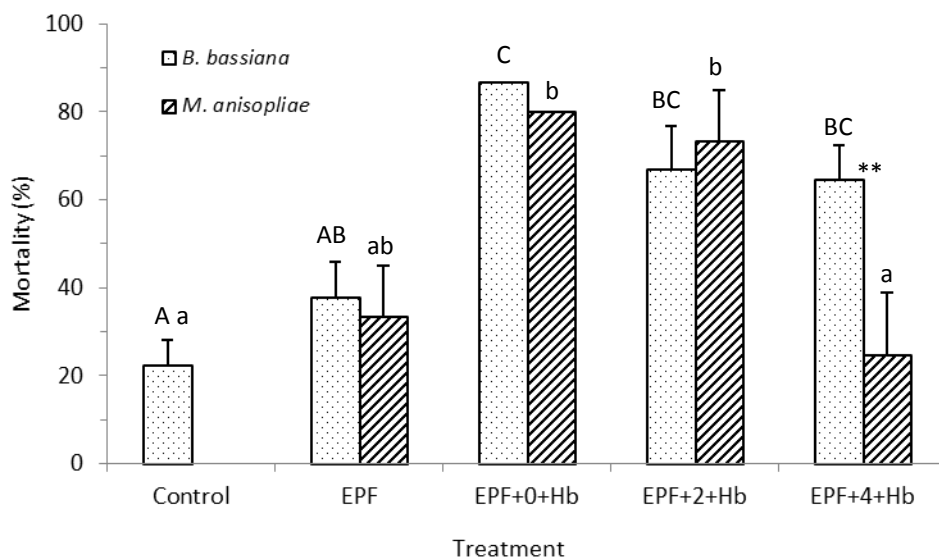 100
80
60
40
20
0
Mortality (%)
B. bassiana
M. anisopliae
A a
AB
ab
C
b
BC
b
BC
**
a
Control
EPF
EPF+0+Hb
EPF+2+Hb
EPF+4+Hb
Treatment